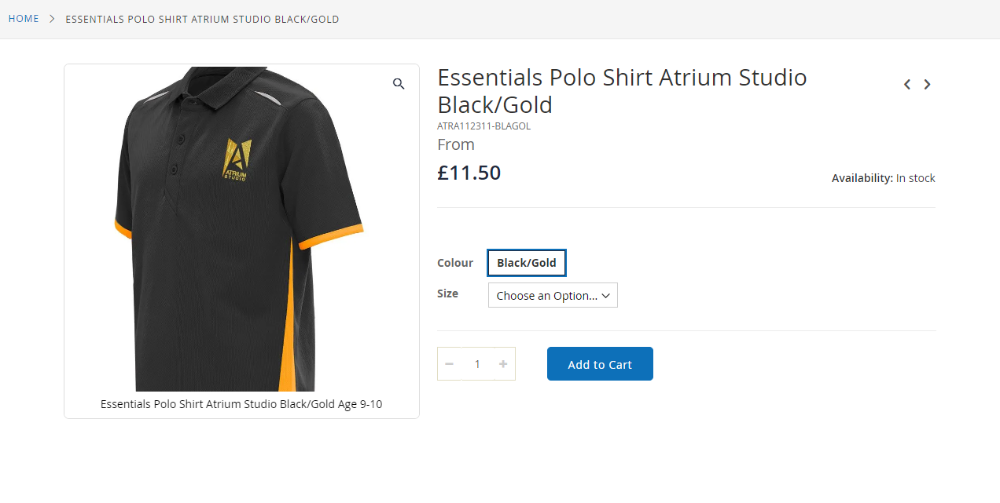 HOME
ESSENTIALS POLO SHIRT ATRIUM STUDIO BLACK/GOLD
ATRIUM
STUDIO
Essentials Polo Shirt Atrium Studio Black/Gold Age 9-10
Essentials Polo Shirt Atrium Studio
Black/Gold
ATRA112311-BLAGOL
From
£11.50
Availability: In stock
Colour Black/Gold
Size Choose an Option...
1
Add to Cart